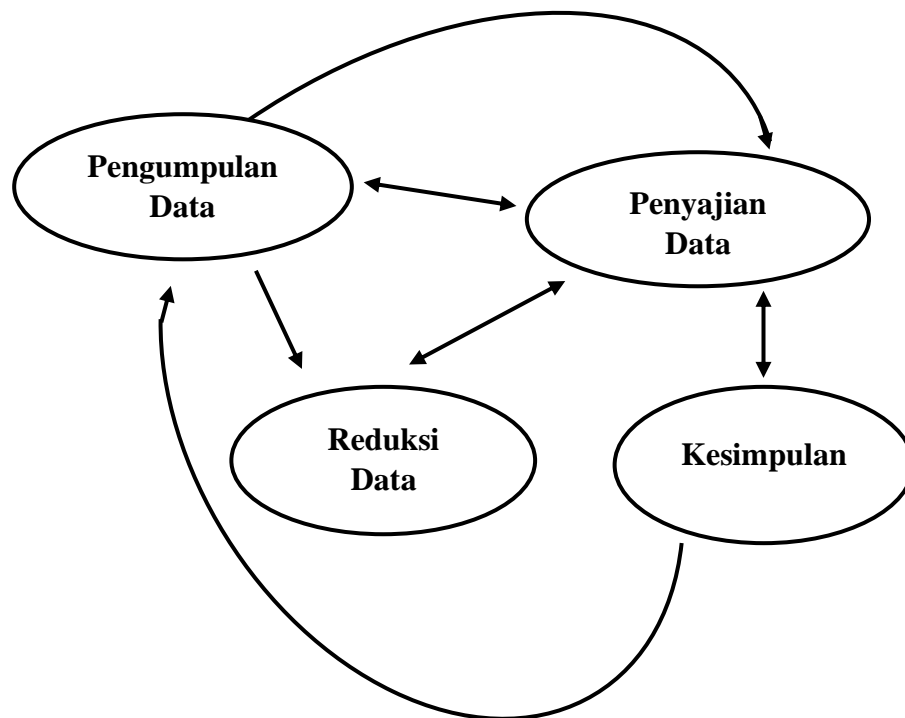 Pengumpulan
Data
Penyajian
Data
Reduksi
Data
Kesimpulan